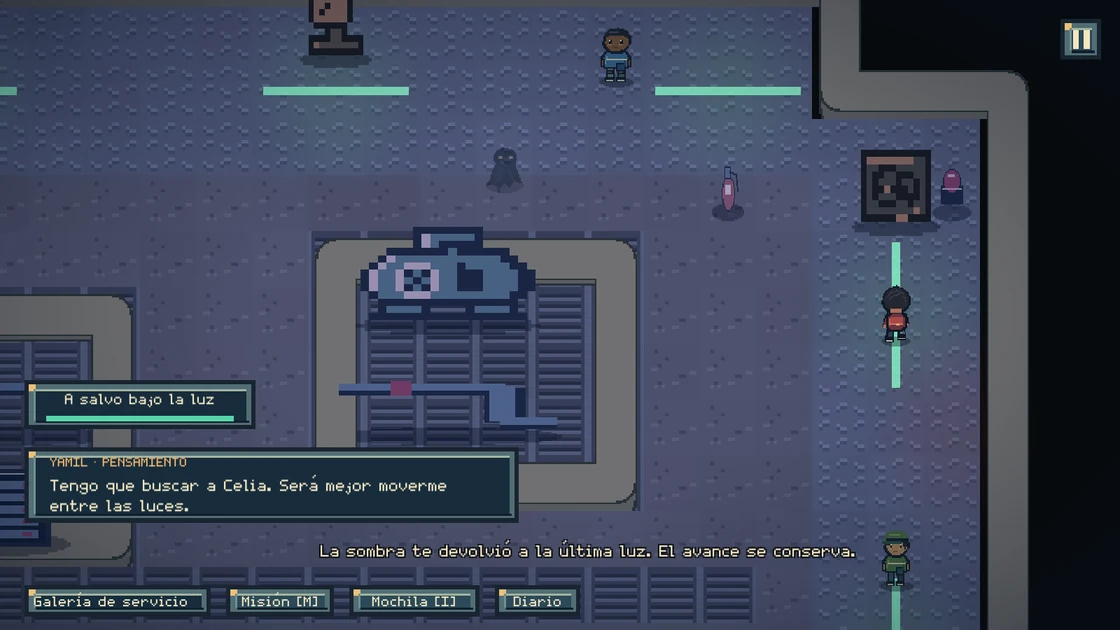 A salvo bajo la luz
YAMIL · PENSAMIENTO
Tengo que buscar a Celia. Será mejor moverme
entre las luces.
La sombra te devolvió a la última luz. El avance se conserva.
Galería de servicio
Misión [M]
Mochila [I]
Diario